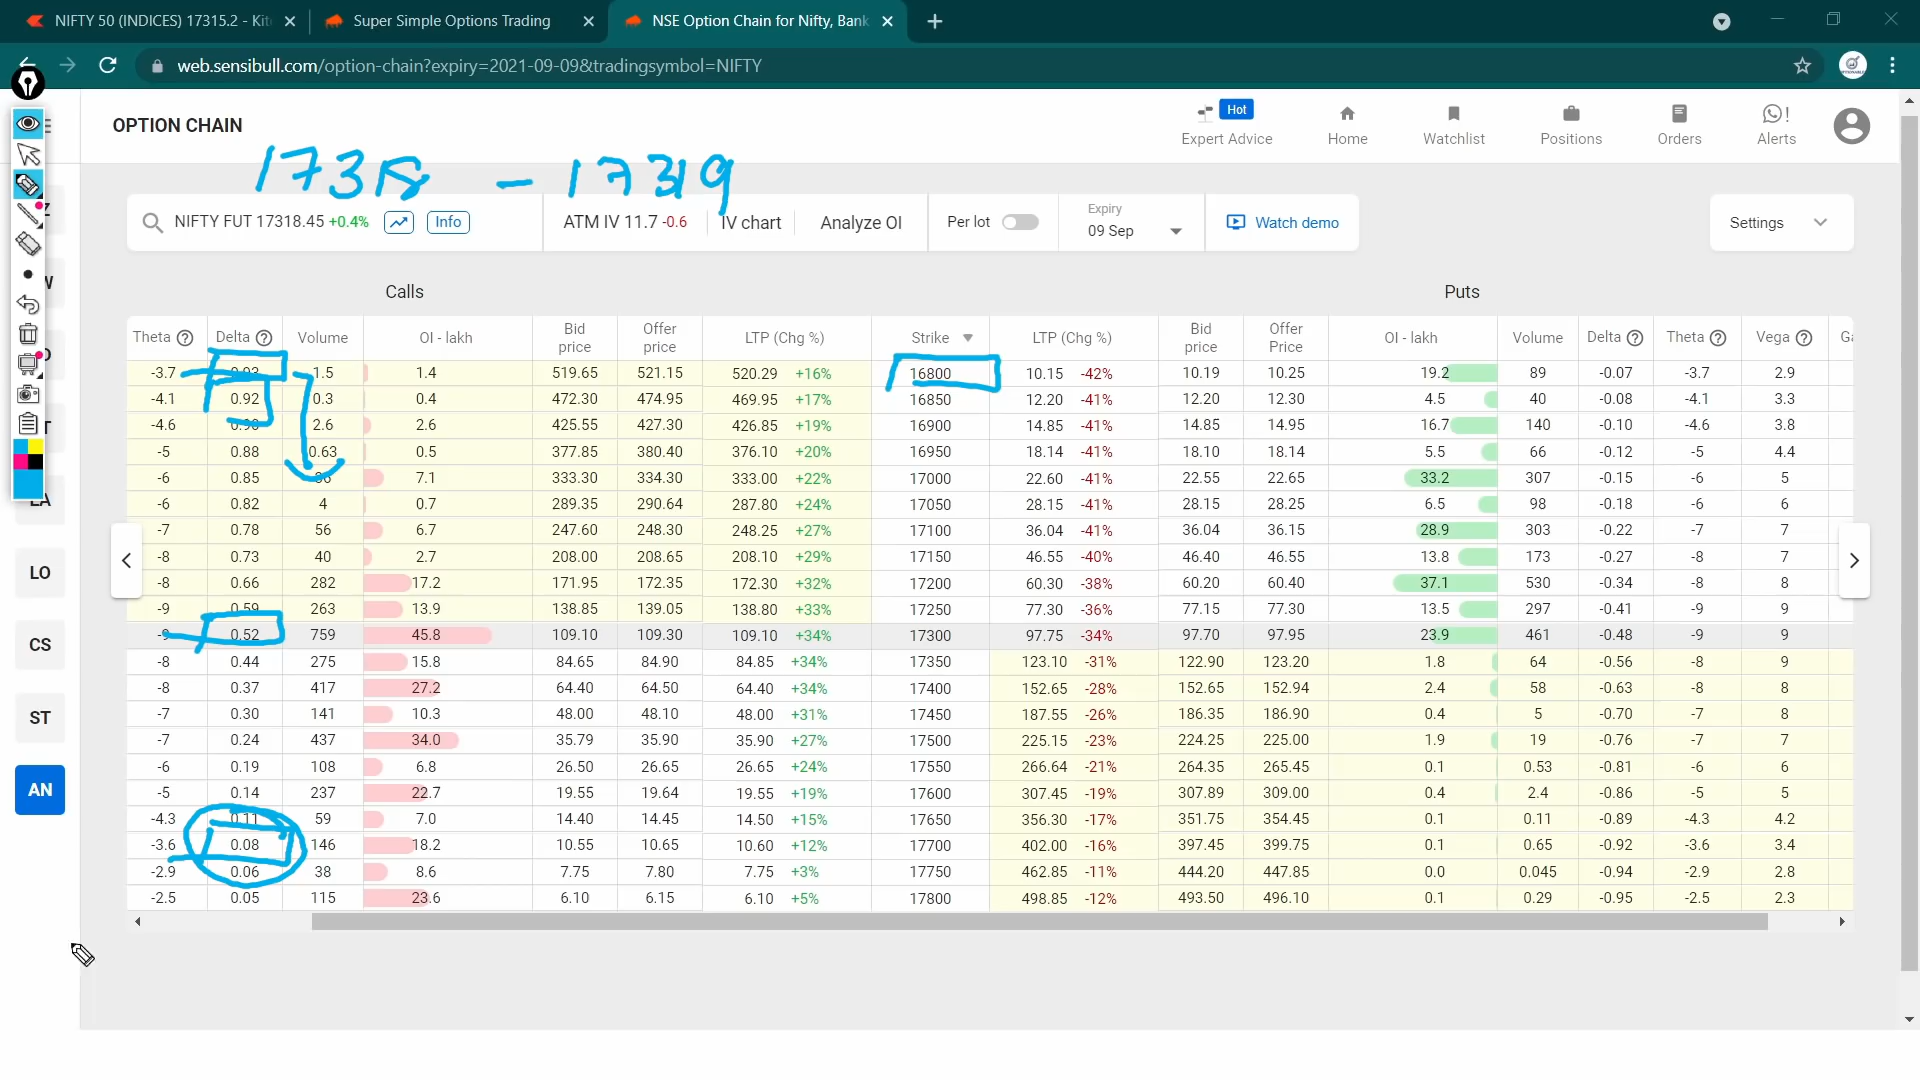 NIFTY 50 (INDICES) 17315.2 - Kit
Super Simple Options Trading
NSE Option Chain for Nifty, Bank
web.sensibull.com/option-chain?expiry=2021-09-09&tradingsymbol=NIFTY
OPTION CHAIN
Hot
Expert Advice Home Watchlist Positions Orders Alerts
17318 - 17319
NIFTY FUT 17318.45 +0.4% Info ATM IV 11.7 -0.6 IV chart Analyze OI Per lot Expiry 09 Sep Watch demo Settings
Calls Puts
Theta Delta Volume OI - lakh Bid price Offer price LTP (Chg %) Strike LTP (Chg %) Bid price Offer Price OI - lakh Volume Delta Theta Vega Ga
-3.7 0.93 1.5 1.4 519.65 521.15 520.29 +16% 16800 10.15 -42% 10.19 10.25 19.2 89 -0.07 -3.7 2.9
-4.1 0.92 0.3 0.4 472.30 474.95 469.95 +17% 16850 12.20 -41% 12.20 12.30 4.5 40 -0.08 -4.1 3.3
-4.6 0.90 2.6 2.6 425.55 427.30 426.85 +19% 16900 14.85 -41% 14.85 14.95 16.7 140 -0.10 -4.6 3.8
-5 0.88 0.63 0.5 377.85 380.40 376.10 +20% 16950 18.14 -41% 18.10 18.14 5.5 66 -0.12 -5 4.4
-6 0.85 7.1 333.30 334.30 333.00 +22% 17000 22.60 -41% 22.55 22.65 33.2 307 -0.15 -6 5
-6 0.82 4 0.7 289.35 290.64 287.80 +24% 17050 28.15 -41% 28.15 28.25 6.5 98 -0.18 -6 6
-7 0.78 56 6.7 247.60 248.30 248.25 +27% 17100 36.04 -41% 36.04 36.15 28.9 303 -0.22 -7 7
-8 0.73 40 2.7 208.00 208.65 208.10 +29% 17150 46.55 -40% 46.40 46.55 13.8 173 -0.27 -8 7
-8 0.66 282 17.2 171.95 172.35 172.30 +32% 17200 60.30 -38% 60.20 60.40 37.1 530 -0.34 -8 8
-9 0.59 263 13.9 138.85 139.05 138.80 +33% 17250 77.30 -36% 77.15 77.30 13.5 297 -0.41 -9 9
-9 0.52 759 45.8 109.10 109.30 109.10 +34% 17300 97.75 -34% 97.70 97.95 23.9 461 -0.48 -9 9
-8 0.44 275 15.8 84.65 84.90 84.85 +34% 17350 123.10 -31% 122.90 123.20 1.8 64 -0.56 -8 9
-8 0.37 417 27.2 64.40 64.50 64.40 +34% 17400 152.65 -28% 152.65 152.94 2.4 58 -0.63 -8 8
-7 0.30 141 10.3 48.00 48.10 48.00 +31% 17450 187.55 -26% 186.35 186.90 0.4 5 -0.70 -7 8
-7 0.24 437 34.0 35.79 35.90 35.90 +27% 17500 225.15 -23% 224.25 225.00 1.9 19 -0.76 -7 7
-6 0.19 108 6.8 26.50 26.65 26.65 +24% 17550 266.64 -21% 264.35 265.45 0.1 0.53 -0.81 -6 6
-5 0.14 237 22.7 19.55 19.64 19.55 +19% 17600 307.45 -19% 307.89 309.00 0.4 2.4 -0.86 -5 5
-4.3 0.11 59 7.0 14.40 14.45 14.50 +15% 17650 356.30 -17% 351.75 354.45 0.1 0.11 -0.89 -4.3 4.2
-3.6 0.08 146 18.2 10.55 10.65 10.60 +12% 17700 402.00 -16% 397.45 399.75 0.1 0.65 -0.92 -3.6 3.4
-2.9 0.06 38 8.6 7.75 7.80 7.75 +3% 17750 462.85 -11% 444.20 447.85 0.0 0.045 -0.94 -2.9 2.8
-2.5 0.05 115 23.6 6.10 6.15 6.10 +5% 17800 498.85 -12% 493.50 496.10 0.1 0.29 -0.95 -2.5 2.3
LO
CS
ST
AN